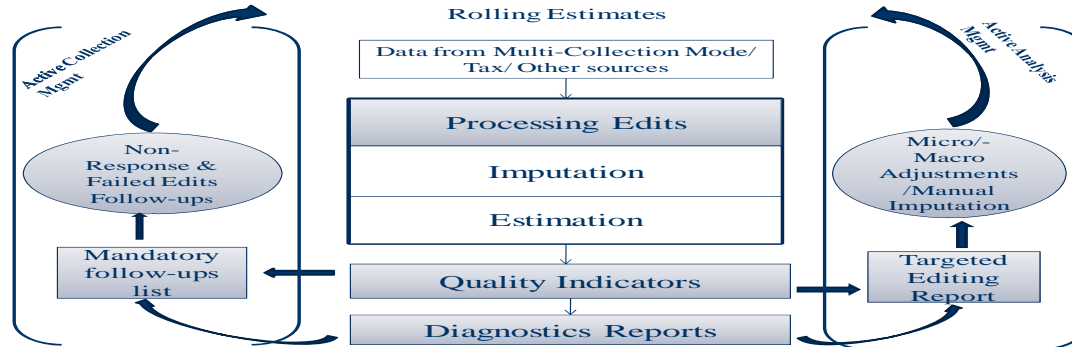 Rolling Estimates
Active Collection
Mgmt
Data from Multi-Collection Mode/
Tax/ Other sources
Active Analysis
Mgmt
Processing Edits
Imputation
Estimation
Non-
Response &
Failed Edits
Follow-ups
Micro/-
Macro
Adjustments
/Manual
Imputation
Mandatory
follow-ups
list
Quality Indicators
Targeted
Editing
Report
Diagnostics Reports